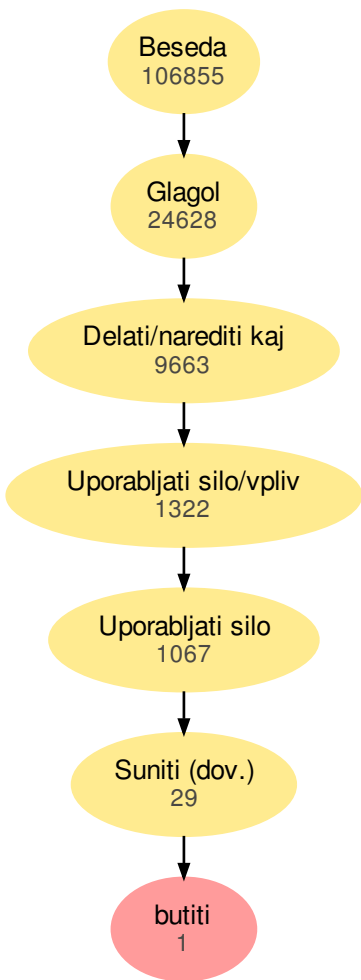 Beseda
106855
Glagol
24628
Delati/narediti kaj
9663
Uporabljati silo/vpliv
1322
Uporabljati silo
1067
Suniti (dov.)
29
butiti
1